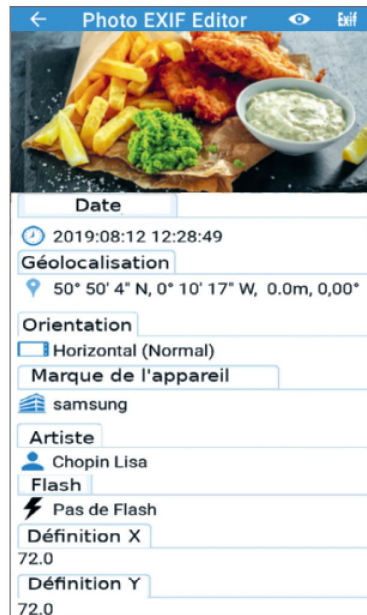 Photo EXIF Editor Exif
Date
2019:08:12 12:28:49
Géolocalisation
50° 50' 4" N, 0° 10' 17" W, 0.0m, 0,00°
Orientation
Horizontal (Normal)
Marque de l'appareil
samsung
Artiste
Chopin Lisa
Flash
Pas de Flash
Définition X
72.0
Définition Y
72.0